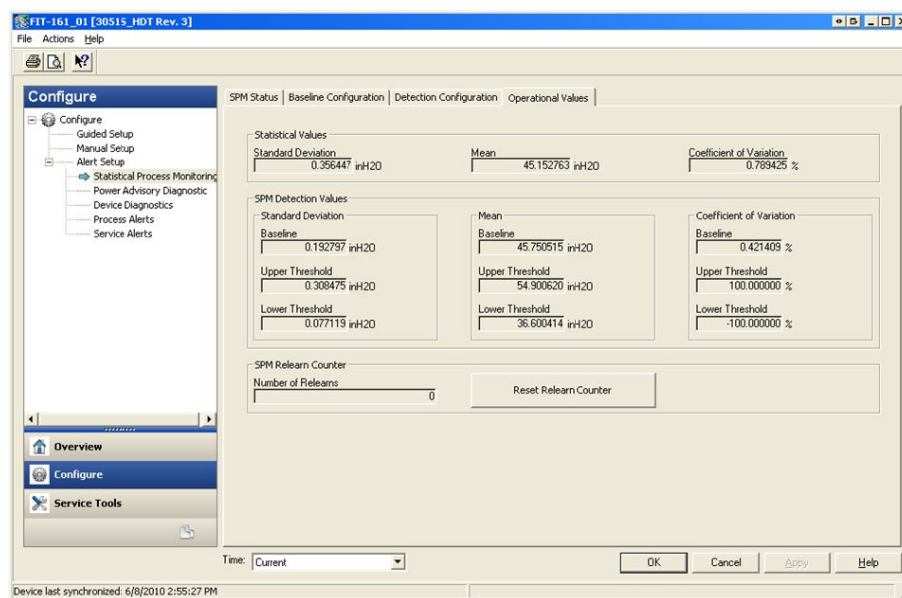 FIT-161_01 [3051S_HDT Rev. 3]
File Actions Help
Configure
Configure
Guided Setup
Manual Setup
Alert Setup
Statistical Process Monitoring
Power Advisory Diagnostic
Device Diagnostics
Process Alerts
Service Alerts
Overview
Configure
Service Tools
SPM Status Baseline Configuration Detection Configuration Operational Values
Statistical Values
Standard Deviation Mean Coefficient of Variation
0.356447 inH2O 45.152763 inH2O 0.789425 %
SPM Detection Values
Standard Deviation Mean Coefficient of Variation
Baseline Baseline Baseline
0.192797 inH2O 45.750515 inH2O 0.421409 %
Upper Threshold Upper Threshold Upper Threshold
0.308475 inH2O 54.900620 inH2O 100.000000 %
Lower Threshold Lower Threshold Lower Threshold
0.077119 inH2O 36.600414 inH2O -100.000000 %
SPM Relearn Counter
Number of Relearns
0 Reset Relearn Counter
Time: Current OK Cancel Apply Help
Device last synchronized: 6/8/2010 2:55:27 PM